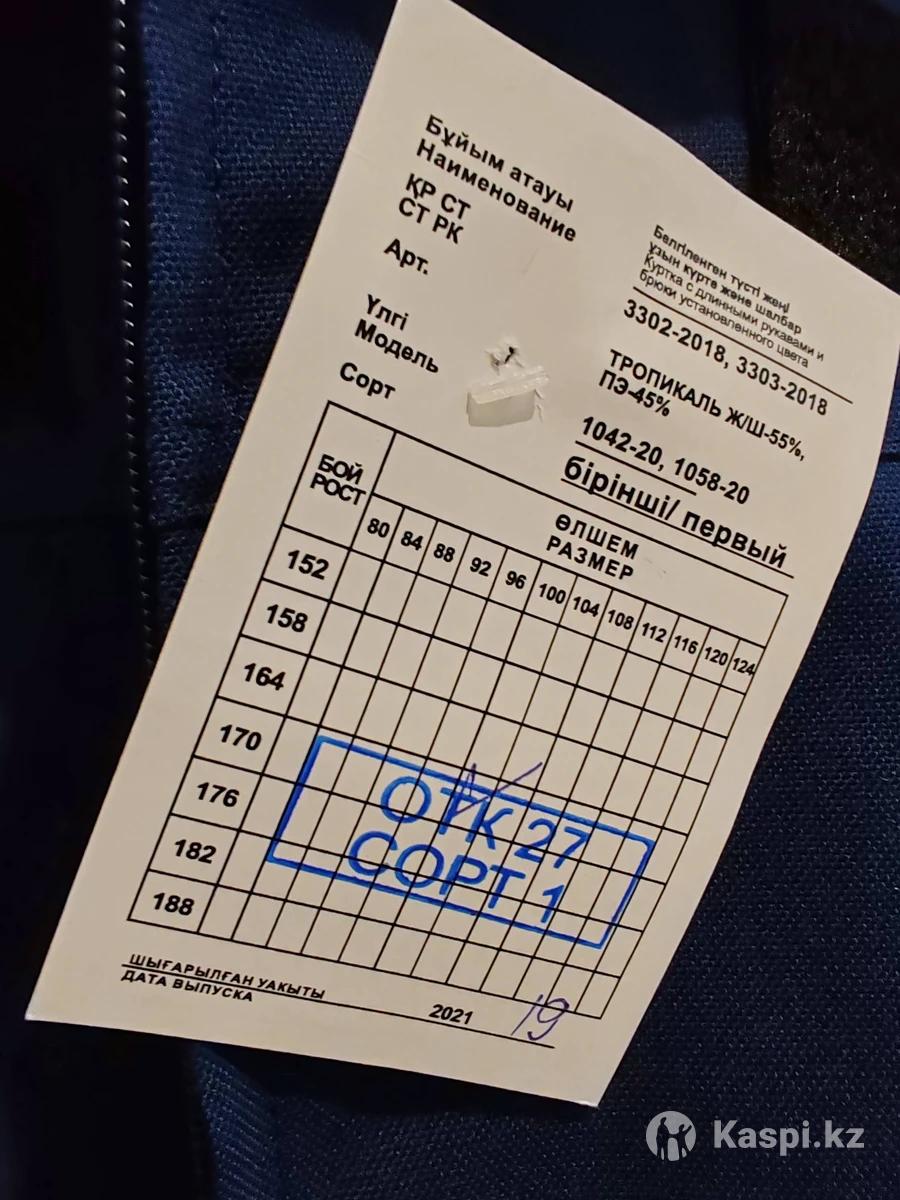 Бұйым атауы
Наименование
Белгіленген түсті жеңі
ұзын күрте және шалбар
Куртка с длинными рукавами и
брюки установленного цвета
ҚР СТ
СТ РК
3302-2018, 3303-2018
Арт.
ТРОПИКАЛЬ Ж/Ш-55%,
ПЭ-45%
Үлгі
Модель
1042-20, 1058-20
Сорт
бірінші/ первый
БОЙ
РОСТ
ӨЛШЕМ
РАЗМЕР
80 84 88 92 96 100 104 108 112 116 120 124
152
158
164
170
176
182
188
ОТК 27
СОРТ 1
ШЫҒАРЫЛҒАН УАКЫТЫ
ДАТА ВЫПУСКА
2021
19
Kaspi.kz